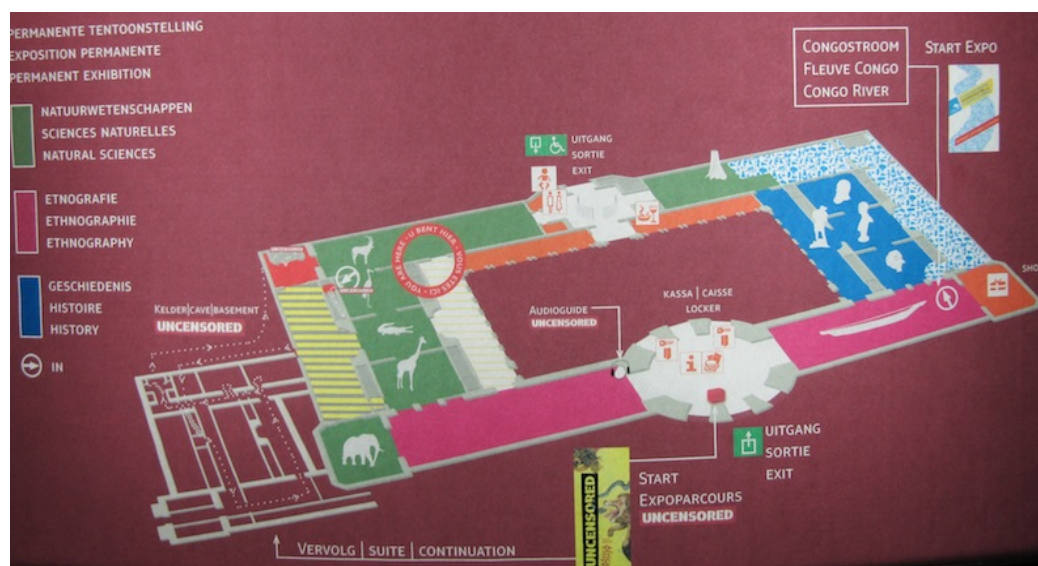 PERMANENTE TENTOONSTELLING
EXPOSITION PERMANENTE
PERMANENT EXHIBITION
NATUURWETENSCHAPPEN
SCIENCES NATURELLES
NATURAL SCIENCES
ETNOGRAFIE
ETHNOGRAPHIE
ETHNOGRAPHY
GESCHIEDENIS
HISTOIRE
HISTORY
IN
CONGOSTROOM
FLEUVE CONGO
CONGO RIVER
START EXPO
UITGANG
SORTIE
EXIT
YOU ARE HERE - U BENT HIER - VOUS ETES ICI -
KELDER|CAVE|BASEMENT
UNCENSORED
AUDIOGUIDE
UNCENSORED
KASSA | CAISSE
LOCKER
i
SHO
UITGANG
SORTIE
EXIT
START
EXPOPARCOURS
UNCENSORED
UNCENSORED
VERVOLG | SUITE | CONTINUATION